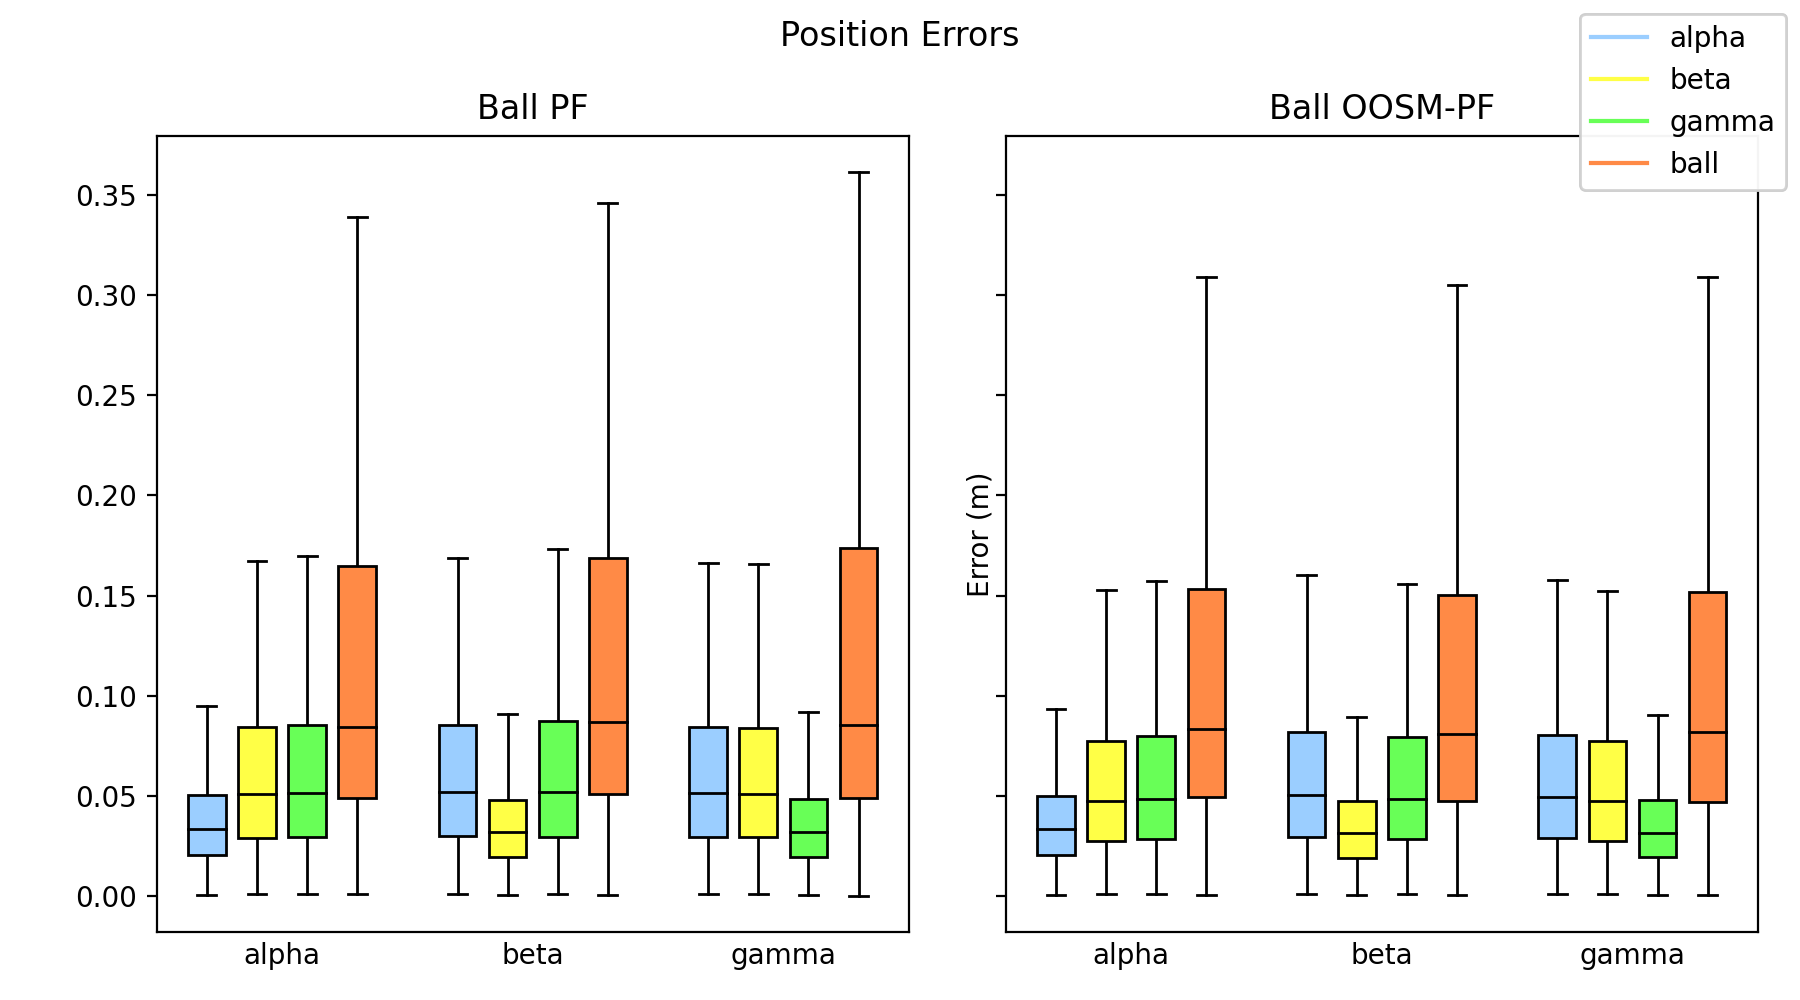 Position Errors
alpha
beta
gamma
ball
Ball PF
0.35
0.30
0.25
0.20
0.15
0.10
0.05
0.00
alpha beta gamma
Ball OOSM-PF
Error (m)
alpha beta gamma